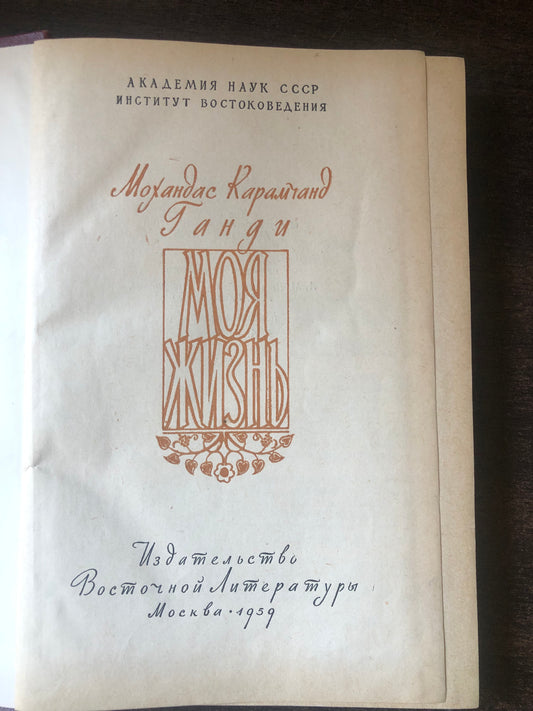 АКАДЕМИЯ НАУК СССР
ИНСТИТУТ ВОСТОКОВЕДЕНИЯ
Мохандас Карамчанд
Ганди
МОЯ
ЖИЗНЬ
Издательство
Восточной Литературы
Москва • 1959